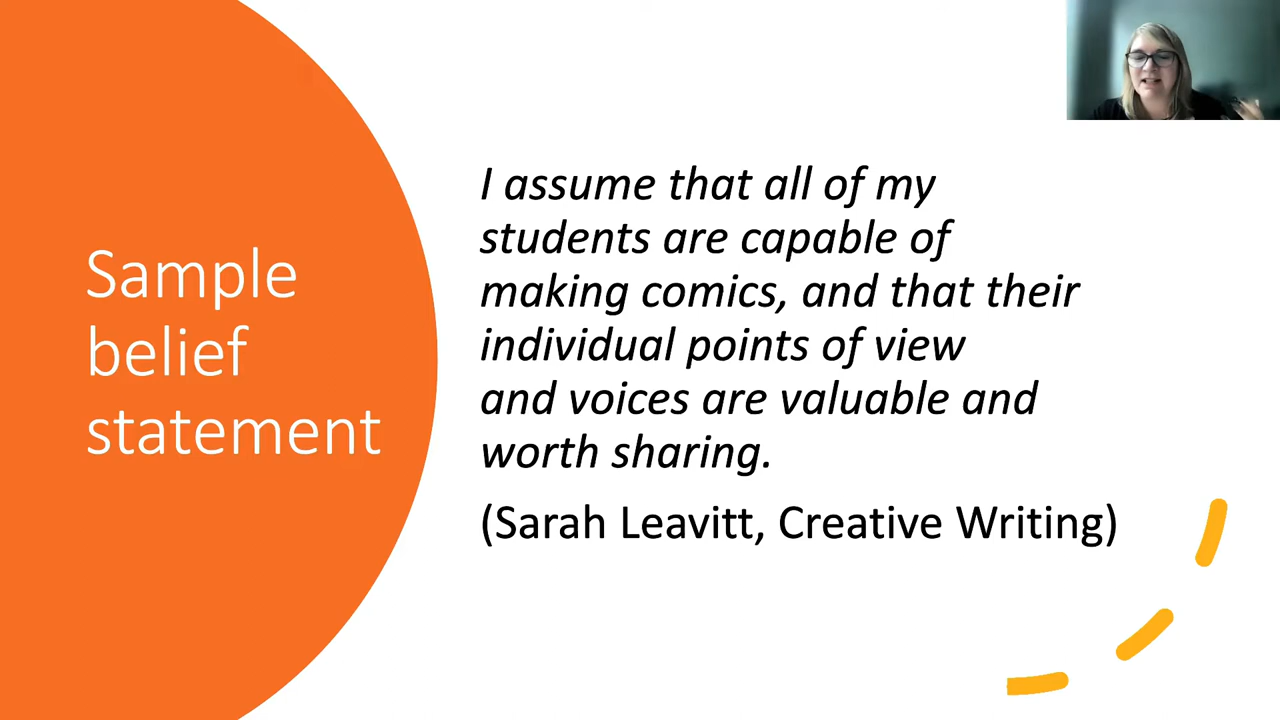 Sample
belief
statement
I assume that all of my
students are capable of
making comics, and that their
individual points of view
and voices are valuable and
worth sharing.
(Sarah Leavitt, Creative Writing)